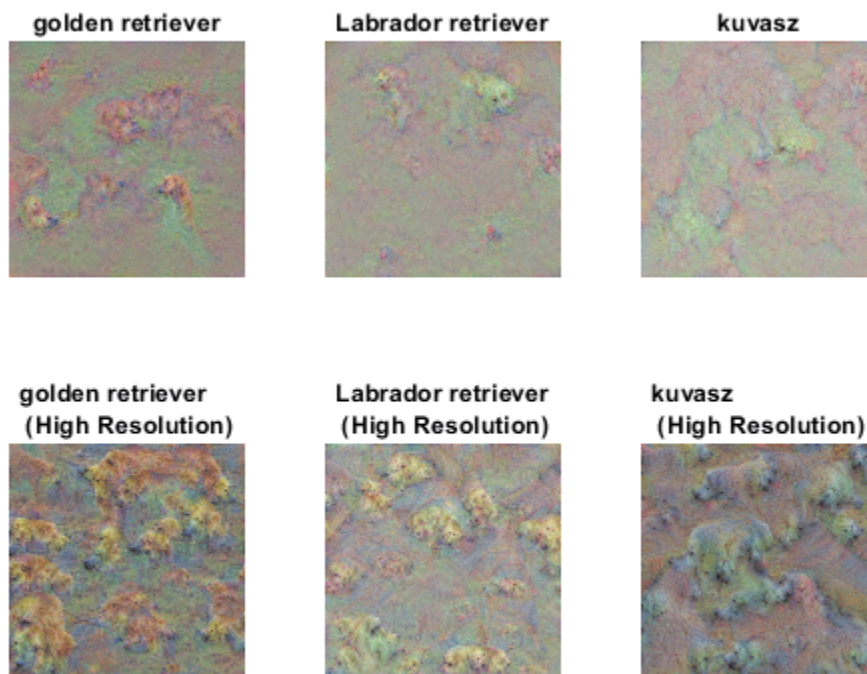 golden retriever
Labrador retriever
kuvasz
golden retriever
(High Resolution)
Labrador retriever
(High Resolution)
kuvasz
(High Resolution)